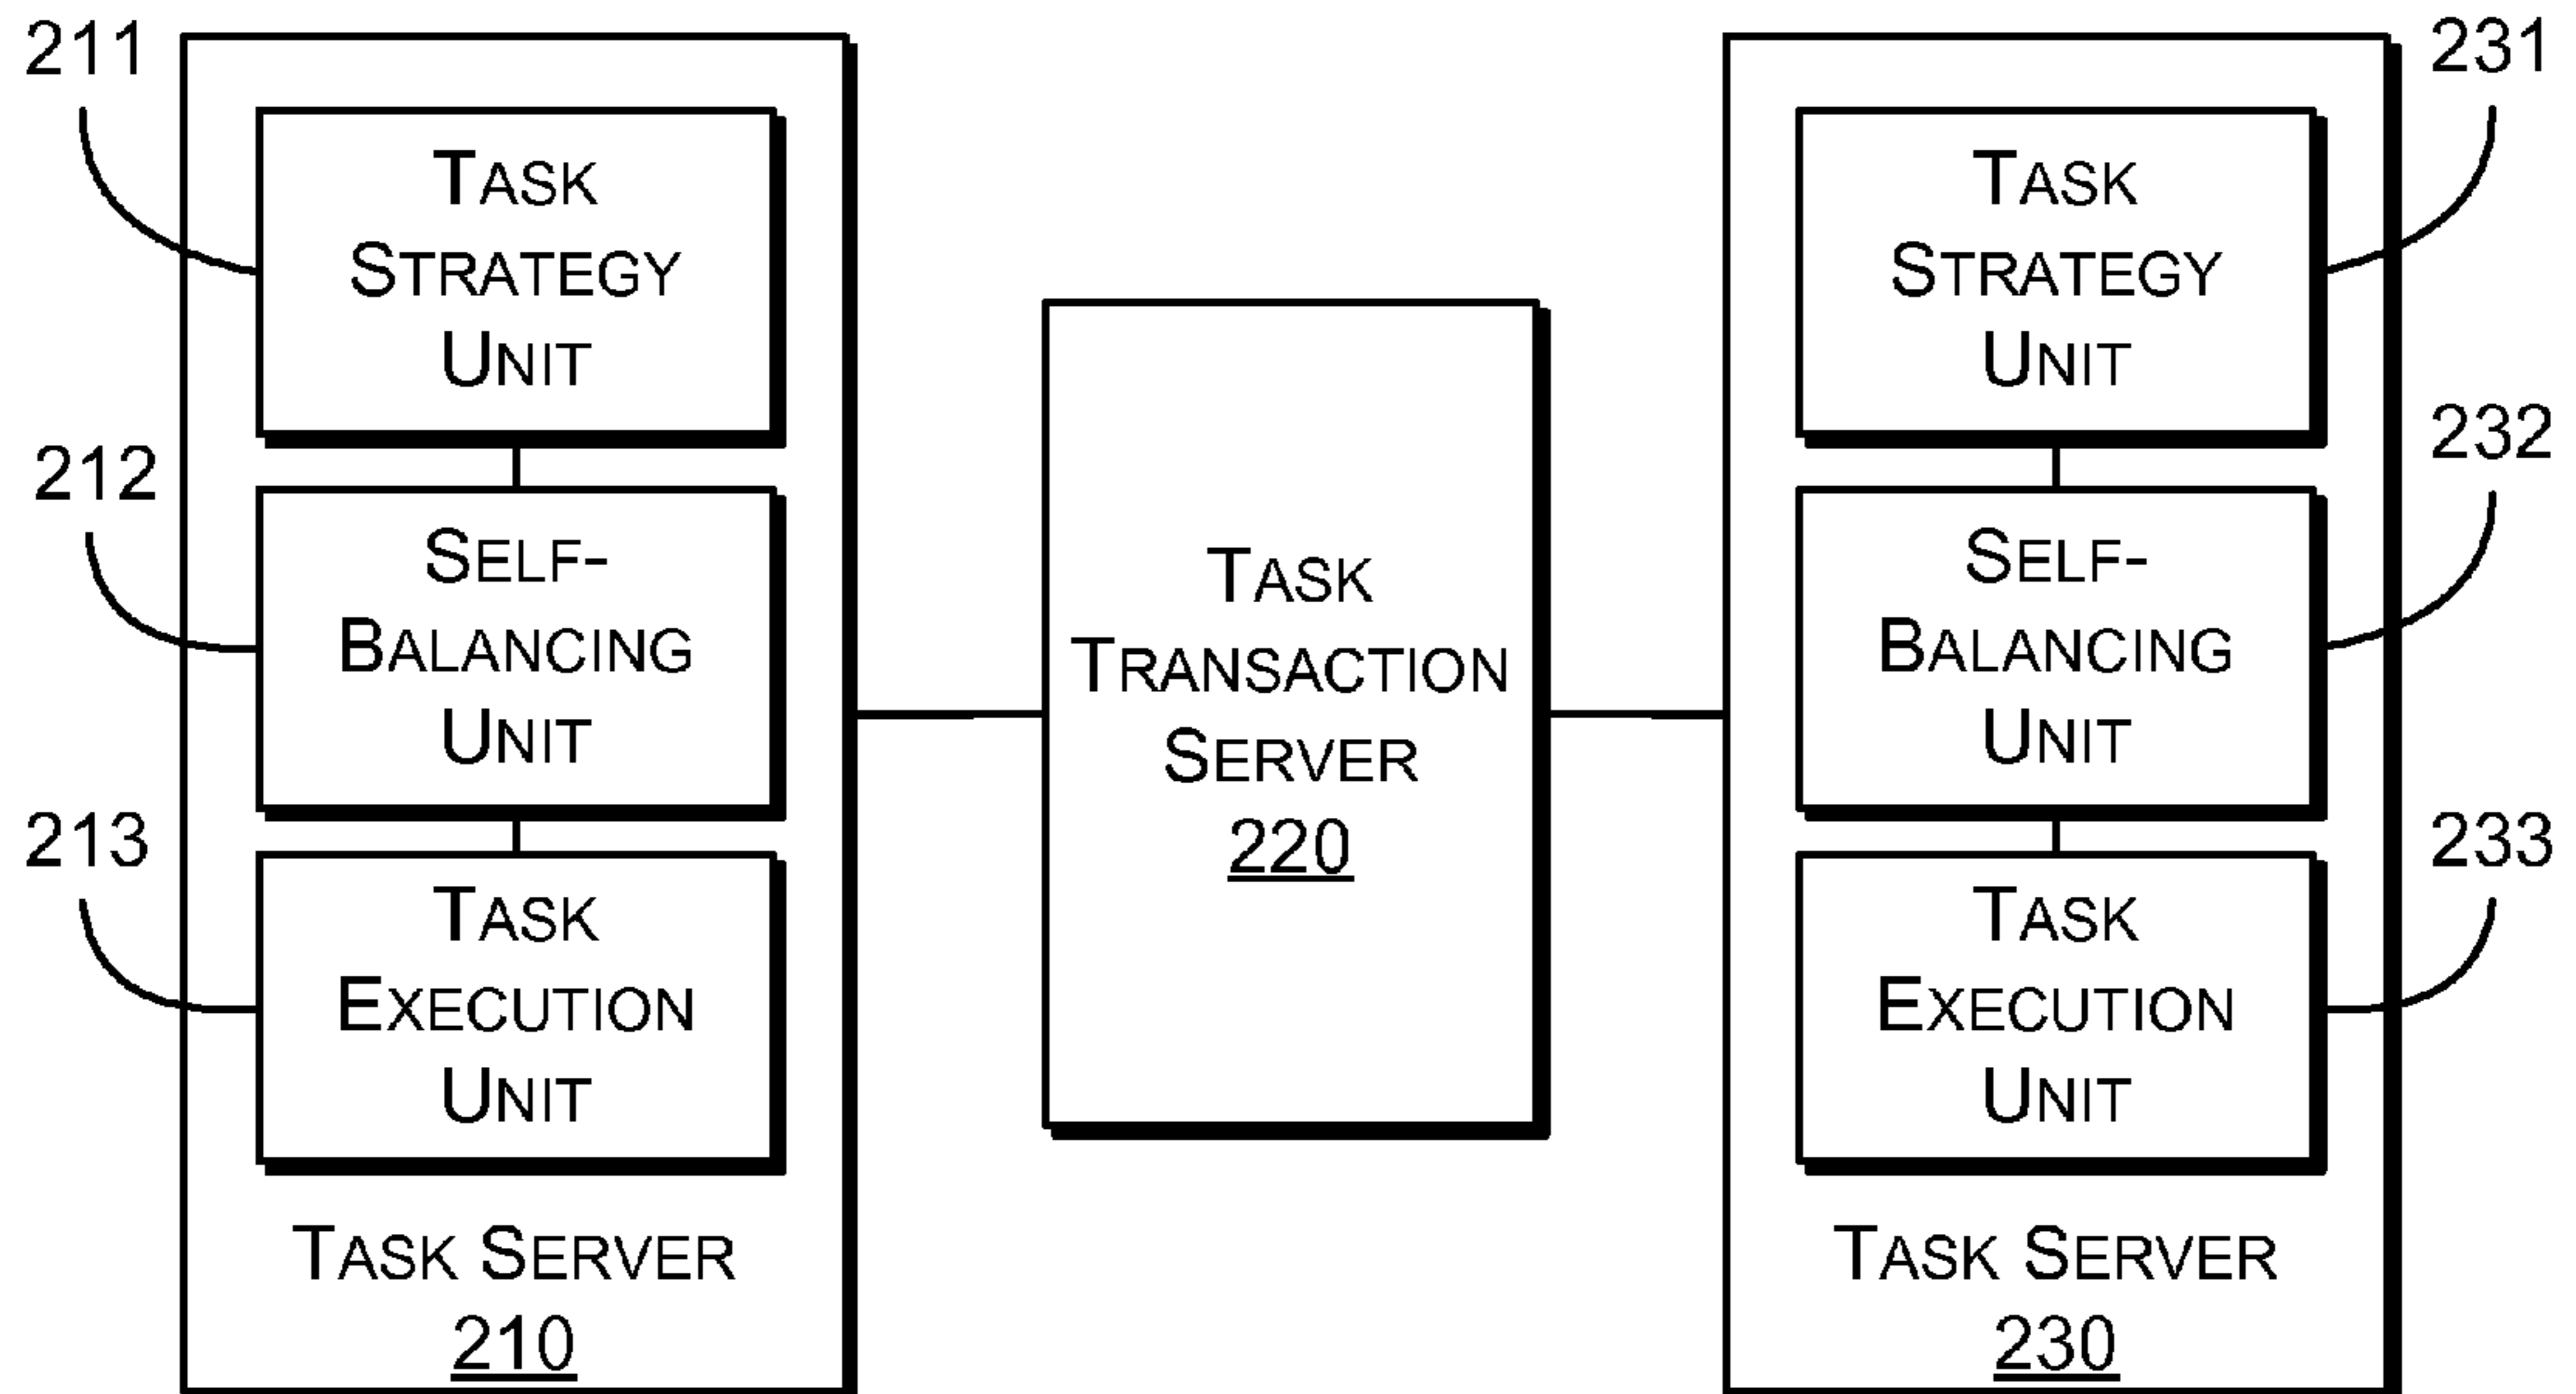 211
TASK
STRATEGY
UNIT
212
SELF-
BALANCING
UNIT
213
TASK
EXECUTION
UNIT
TASK SERVER
210
TASK
TRANSACTION
SERVER
220
231
TASK
STRATEGY
UNIT
232
SELF-
BALANCING
UNIT
233
TASK
EXECUTION
UNIT
TASK SERVER
230